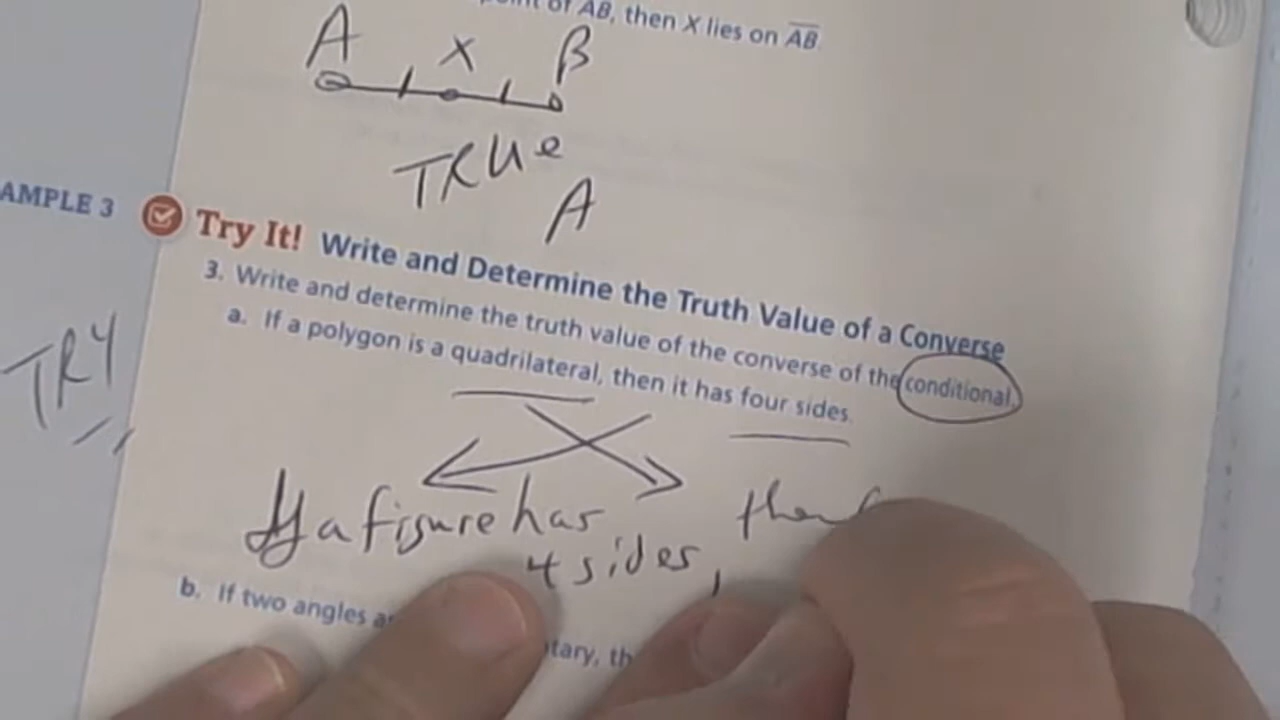 of AB, then X lies on AB
A X B
TRUe
A
AMPLE 3
Try It! Write and Determine the Truth Value of a Converse
3. Write and determine the truth value of the converse of the conditional.
a. If a polygon is a quadrilateral, then it has four sides.
TRY
If a figure has
4 sides,
then
b. If two angles